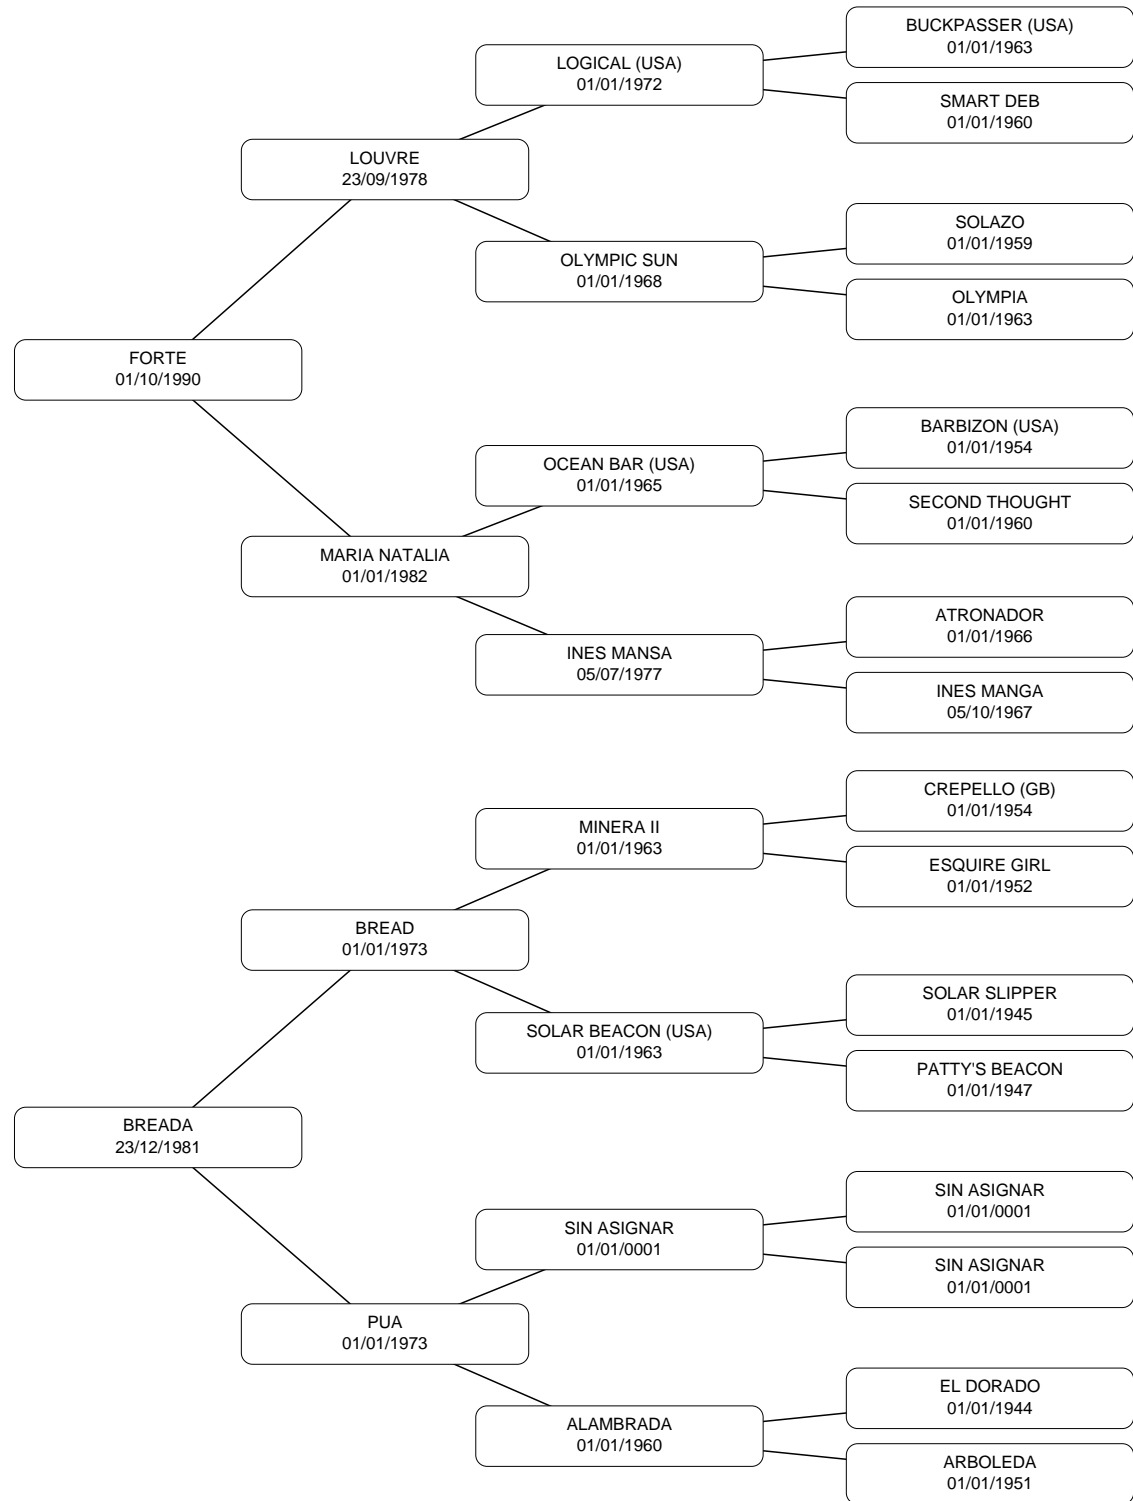 BUCKPASSER (USA)
01/01/1963
LOGICAL (USA)
01/01/1972
SMART DEB
01/01/1960
LOUVRE
23/09/1978
SOLAZO
01/01/1959
OLYMPIC SUN
01/01/1968
OLYMPIA
01/01/1963
FORTE
01/10/1990
BARBIZON (USA)
01/01/1954
OCEAN BAR (USA)
01/01/1965
SECOND THOUGHT
01/01/1960
MARIA NATALIA
01/01/1982
ATRONADOR
01/01/1966
INES MANSA
05/07/1977
INES MANGA
05/10/1967
CREPELLO (GB)
01/01/1954
MINERA II
01/01/1963
ESQUIRE GIRL
01/01/1952
BREAD
01/01/1973
SOLAR SLIPPER
01/01/1945
SOLAR BEACON (USA)
01/01/1963
PATTY'S BEACON
01/01/1947
BREADA
23/12/1981
SIN ASIGNAR
01/01/0001
SIN ASIGNAR
01/01/0001
SIN ASIGNAR
01/01/0001
PUA
01/01/1973
EL DORADO
01/01/1944
ALAMBRADA
01/01/1960
ARBOLEDA
01/01/1951